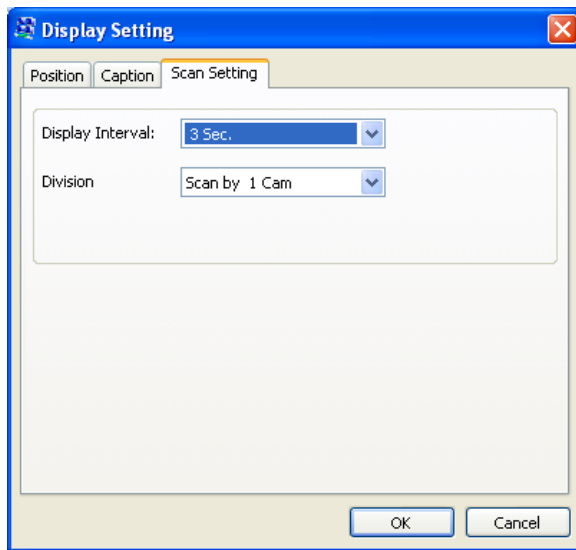 Display Setting
Position Caption Scan Setting
Display Interval: 3 Sec.
Division Scan by 1 Cam
OK Cancel